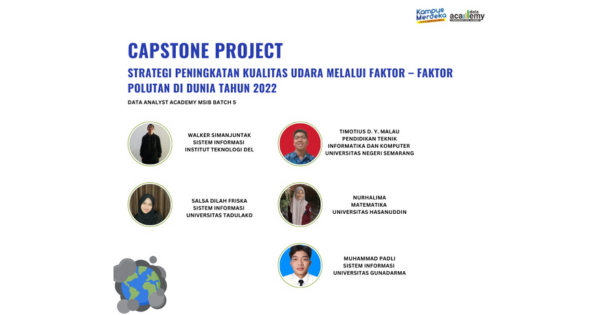 Kampus
Merdeka
data
academy
CAPSTONE PROJECT
STRATEGI PENINGKATAN KUALITAS UDARA MELALUI FAKTOR – FAKTOR
POLUTAN DI DUNIA TAHUN 2022
DATA ANALYST ACADEMY MSIB BATCH 5
WALKER SIMANJUNTAK
SISTEM INFORMASI
INSTITUT TEKNOLOGI DEL
TIMOTIUS D. Y. MALAU
PENDIDIKAN TEKNIK
INFORMATIKA DAN KOMPUTER
UNIVERSITAS NEGERI SEMARANG
SALSA DILAH FRISKA
SISTEM INFORMASI
UNIVERSITAS TADULAKO
NURHALIMA
MATEMATIKA
UNIVERSITAS HASANUDDIN
MUHAMMAD PADLI
SISTEM INFORMASI
UNIVERSITAS GUNADARMA